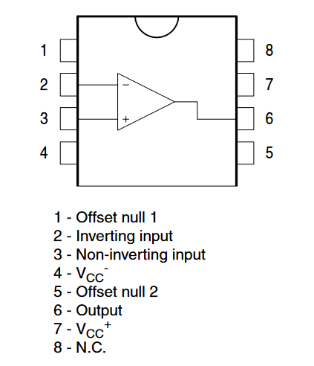 1 8
2 - 7
3 + 6
4 5
1 - Offset null 1
2 - Inverting input
3 - Non-inverting input
4 - VCC-
5 - Offset null 2
6 - Output
7 - VCC+
8 - N.C.